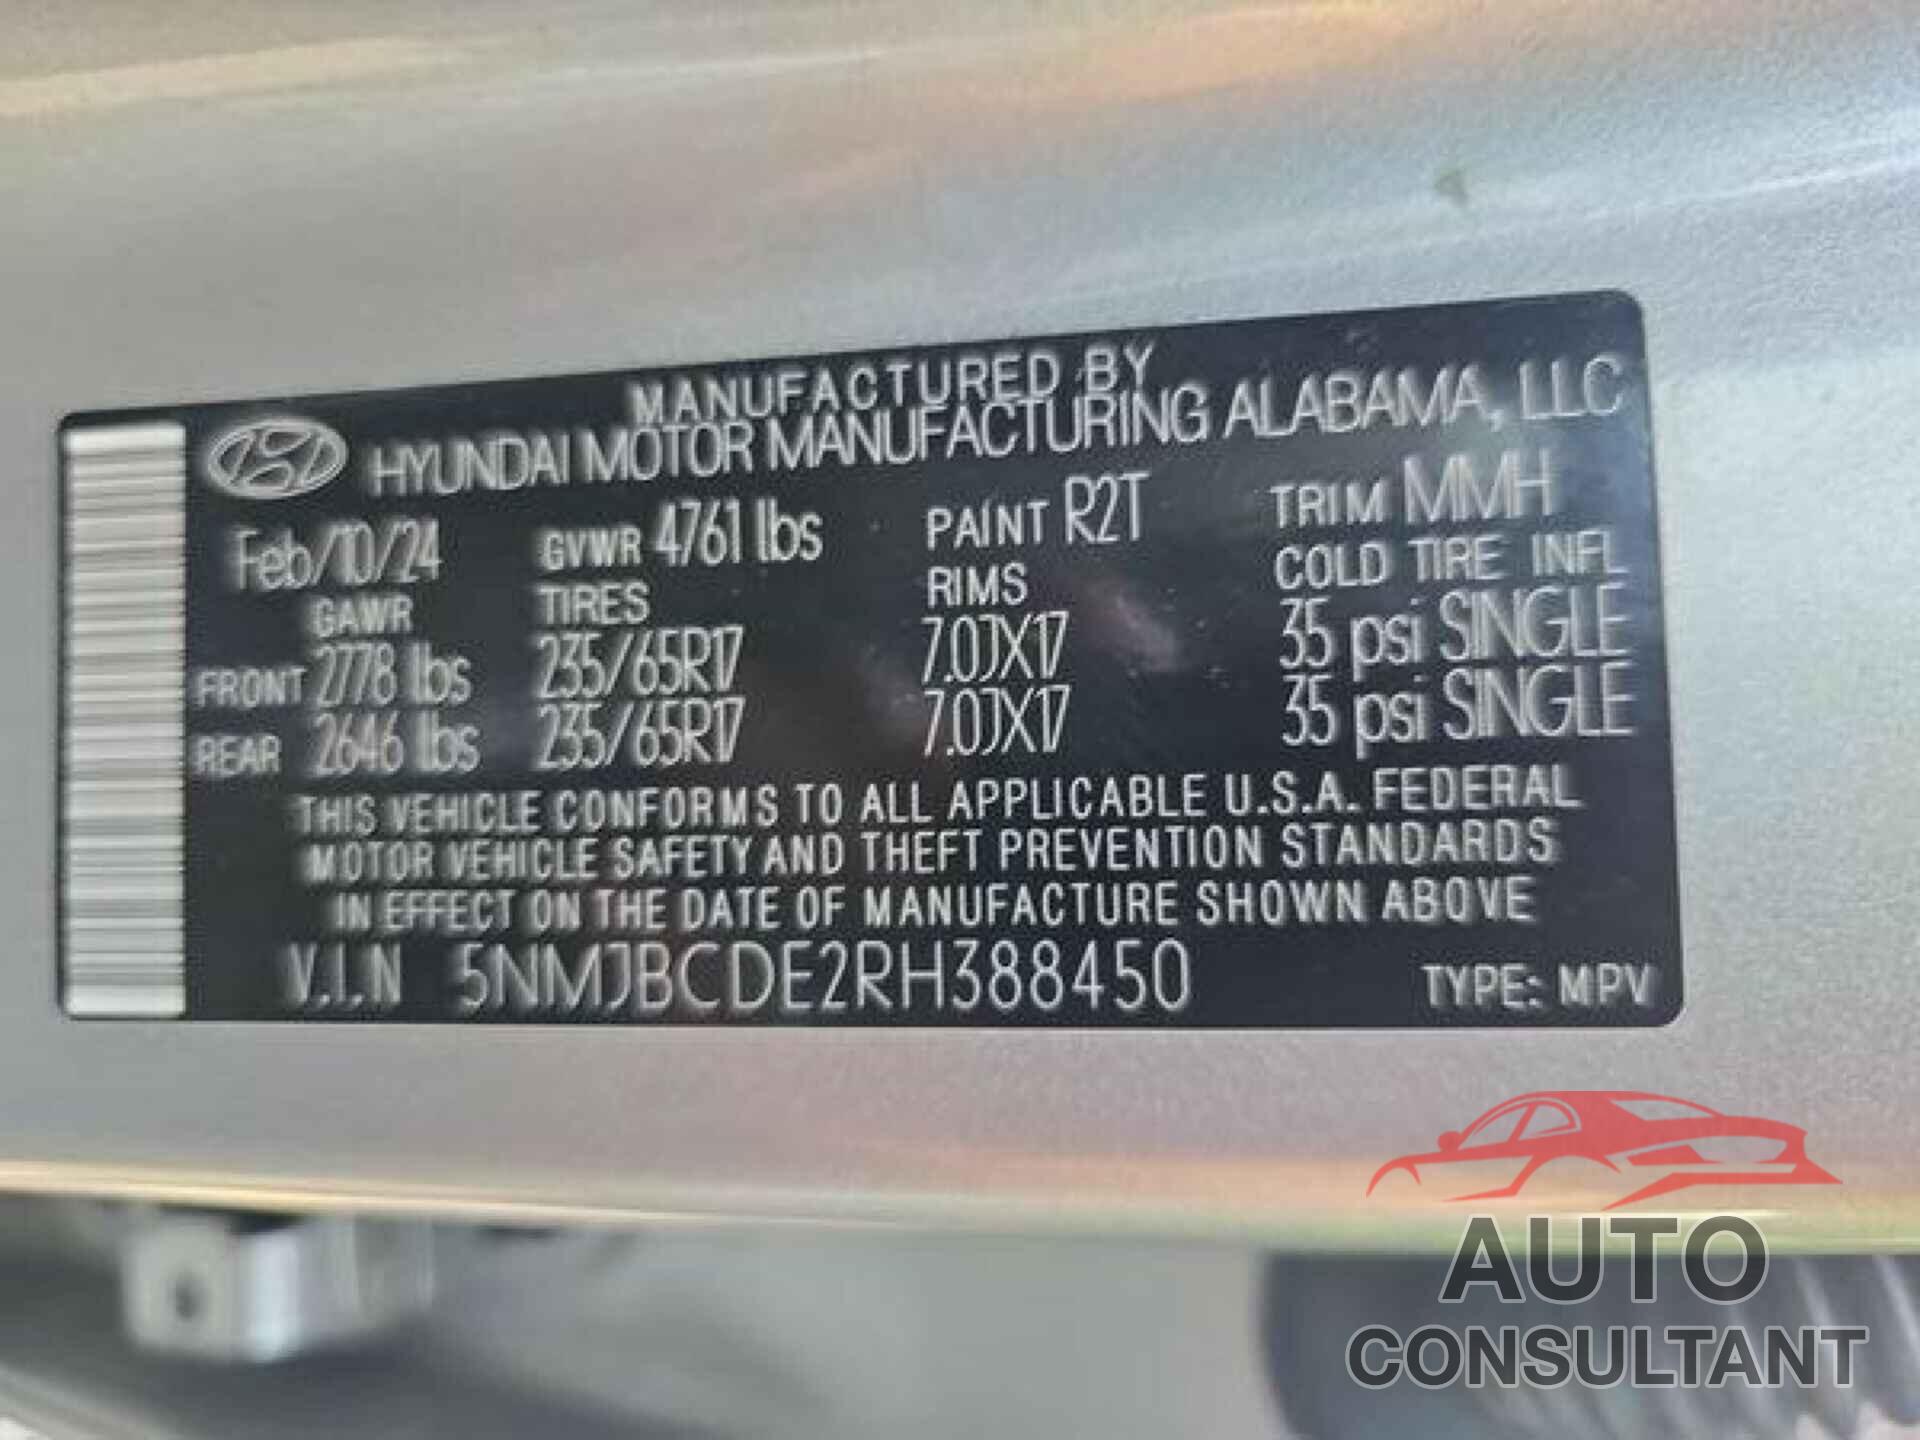 MANUFACTURED BY
HYUNDAI MOTOR MANUFACTURING ALABAMA, LLC
Feb/10/24 GVWR 4761 lbs PAINT R2T TRIM MMH
GAWR TIRES RIMS COLD TIRE INFL
FRONT 2778 lbs 235/65R17 7.0JX17 35 psi SINGLE
REAR 2646 lbs 235/65R17 7.0JX17 35 psi SINGLE
THIS VEHICLE CONFORMS TO ALL APPLICABLE U.S.A. FEDERAL
MOTOR VEHICLE SAFETY AND THEFT PREVENTION STANDARDS
IN EFFECT ON THE DATE OF MANUFACTURE SHOWN ABOVE
V.I.N 5NMJBCDE2RH388450 TYPE: MPV
AUTO
CONSULTANT